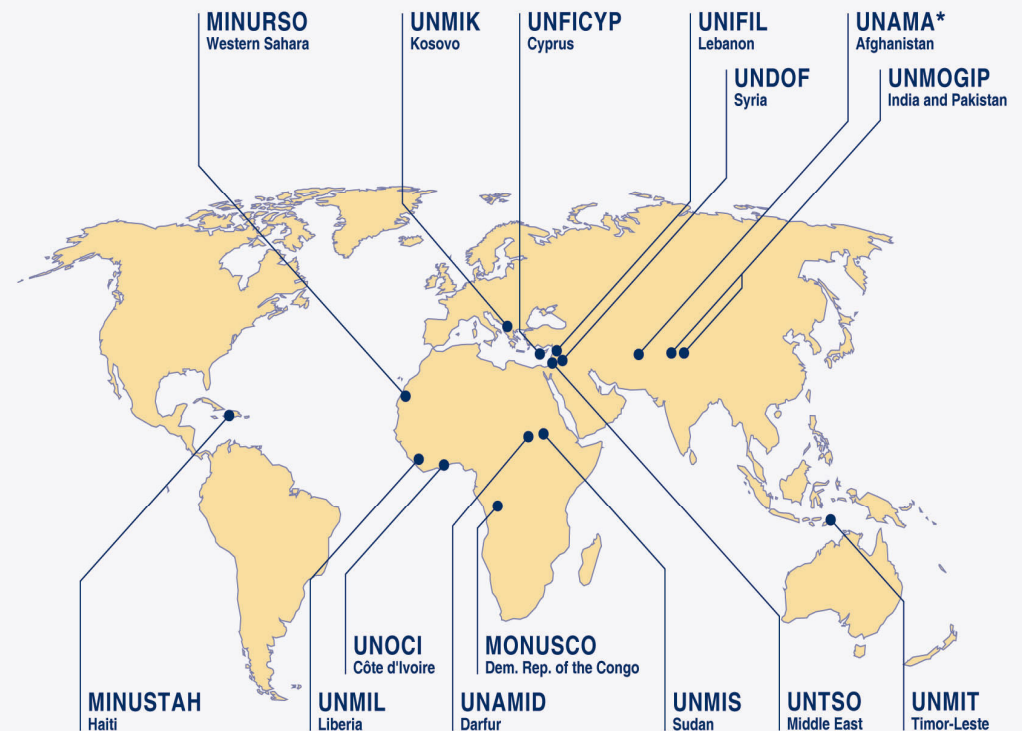 MINURSO
Western Sahara
UNMIK
Kosovo
UNFICYP
Cyprus
UNIFIL
Lebanon
UNAMA*
Afghanistan
UNDOF
Syria
UNMOGIP
India and Pakistan
UNOCI
Côte d'Ivoire
MONUSCO
Dem. Rep. of the Congo
MINUSTAH
Haiti
UNMIL
Liberia
UNAMID
Darfur
UNMIS
Sudan
UNTSO
Middle East
UNMIT
Timor-Leste